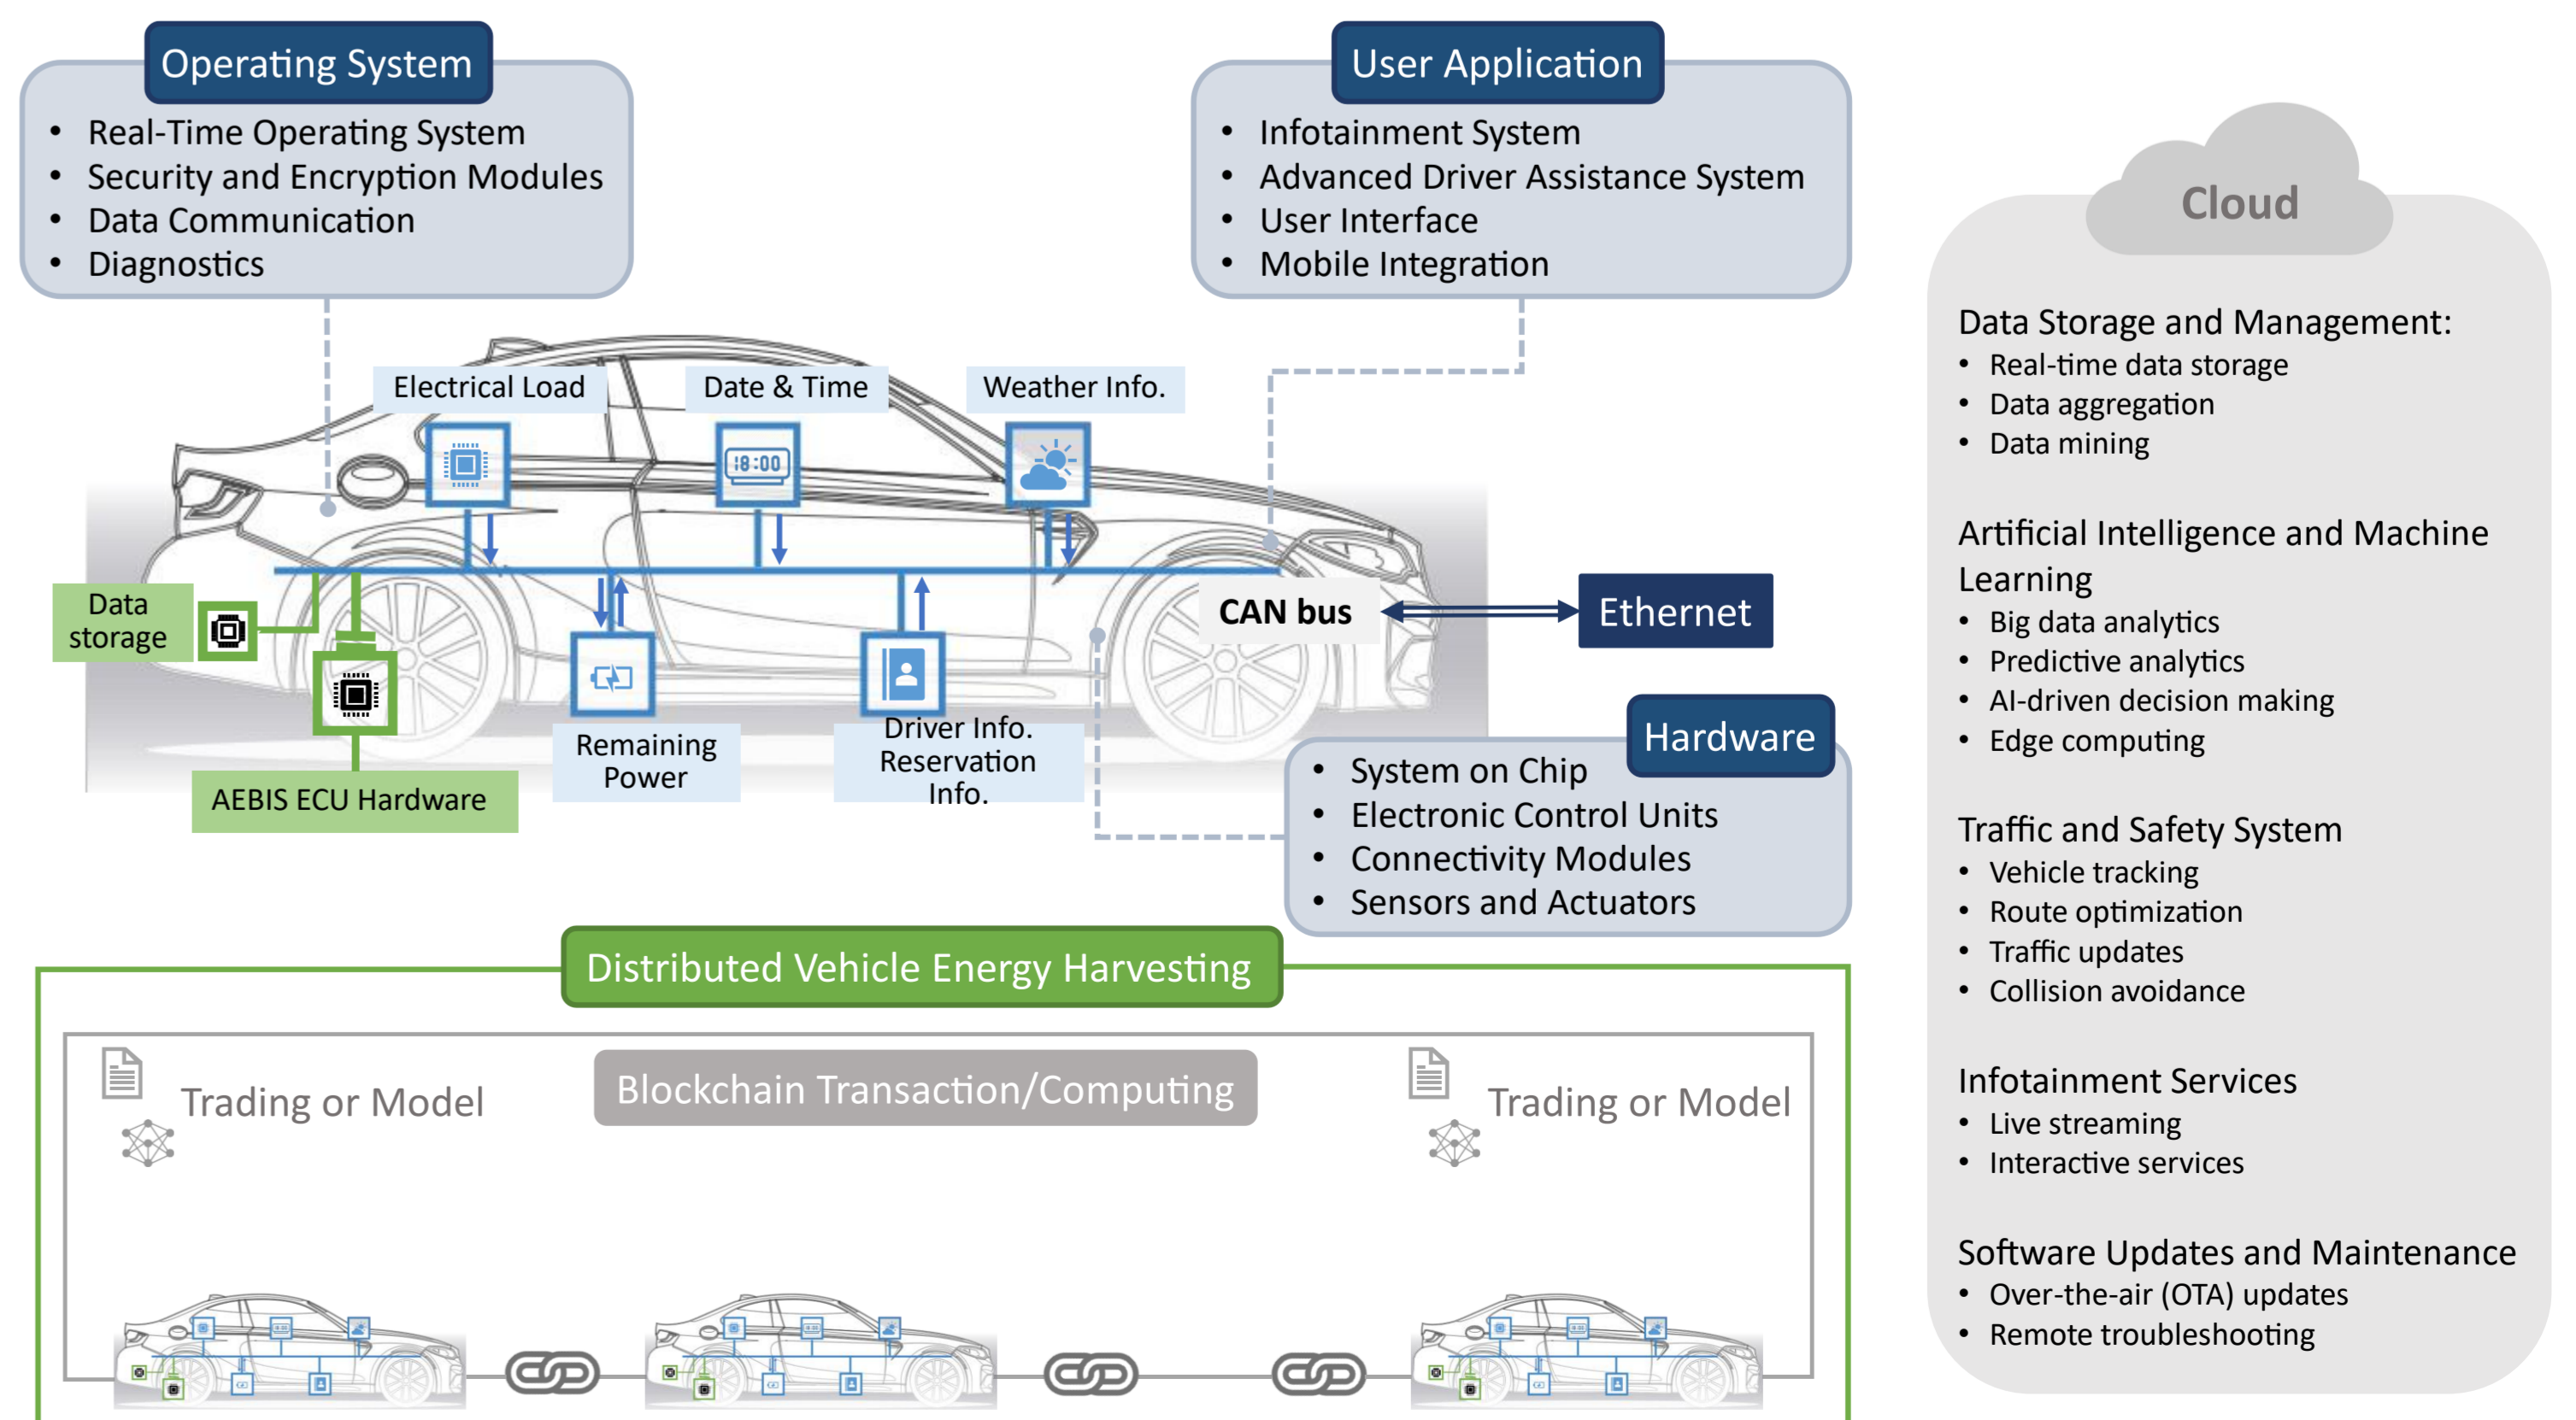 Operating System
• Real-Time Operating System
• Security and Encryption Modules
• Data Communication
• Diagnostics
User Application
• Infotainment System
• Advanced Driver Assistance System
• User Interface
• Mobile Integration
Electrical Load
Date & Time
Weather Info.
18:00
Data
storage
AEBIS ECU Hardware
Remaining
Power
Driver Info.
Reservation
Info.
CAN bus
Ethernet
Hardware
• System on Chip
• Electronic Control Units
• Connectivity Modules
• Sensors and Actuators
Distributed Vehicle Energy Harvesting
Trading or Model
Blockchain Transaction/Computing
Trading or Model
Cloud
Data Storage and Management:
• Real-time data storage
• Data aggregation
• Data mining
Artificial Intelligence and Machine
Learning
• Big data analytics
• Predictive analytics
• AI-driven decision making
• Edge computing
Traffic and Safety System
• Vehicle tracking
• Route optimization
• Traffic updates
• Collision avoidance
Infotainment Services
• Live streaming
• Interactive services
Software Updates and Maintenance
• Over-the-air (OTA) updates
• Remote troubleshooting